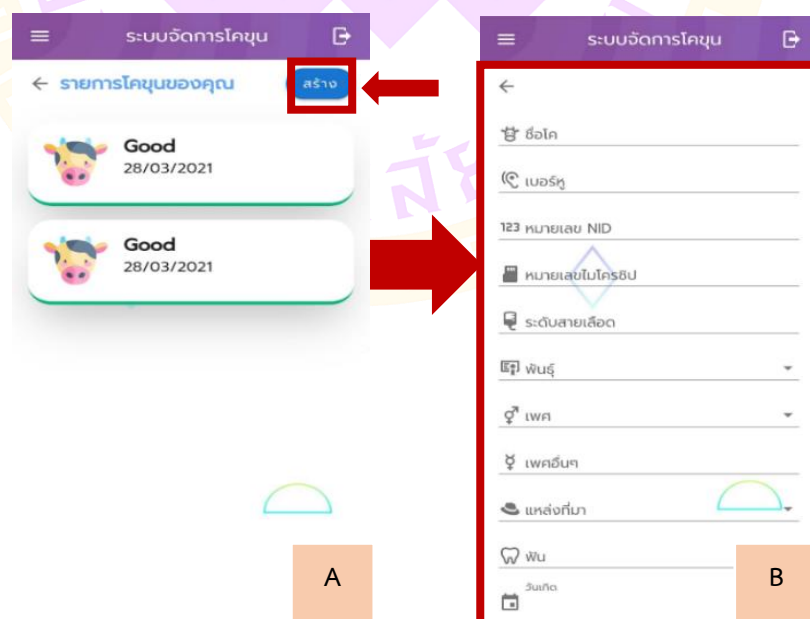 ระบบจัดการโคขุน
รายการโคขุนของคุณ
สร้าง
Good
28/03/2021
Good
28/03/2021
A
ระบบจัดการโคขุน
ชื่อโค
เบอร์หู
123 หมายเลข NID
หมายเลขไมโครชิป
ระดับสายเลือด
พันธุ์
เพศ
เพศอื่นๆ
แหล่งที่มา
ฟัน
วันเกิด
B